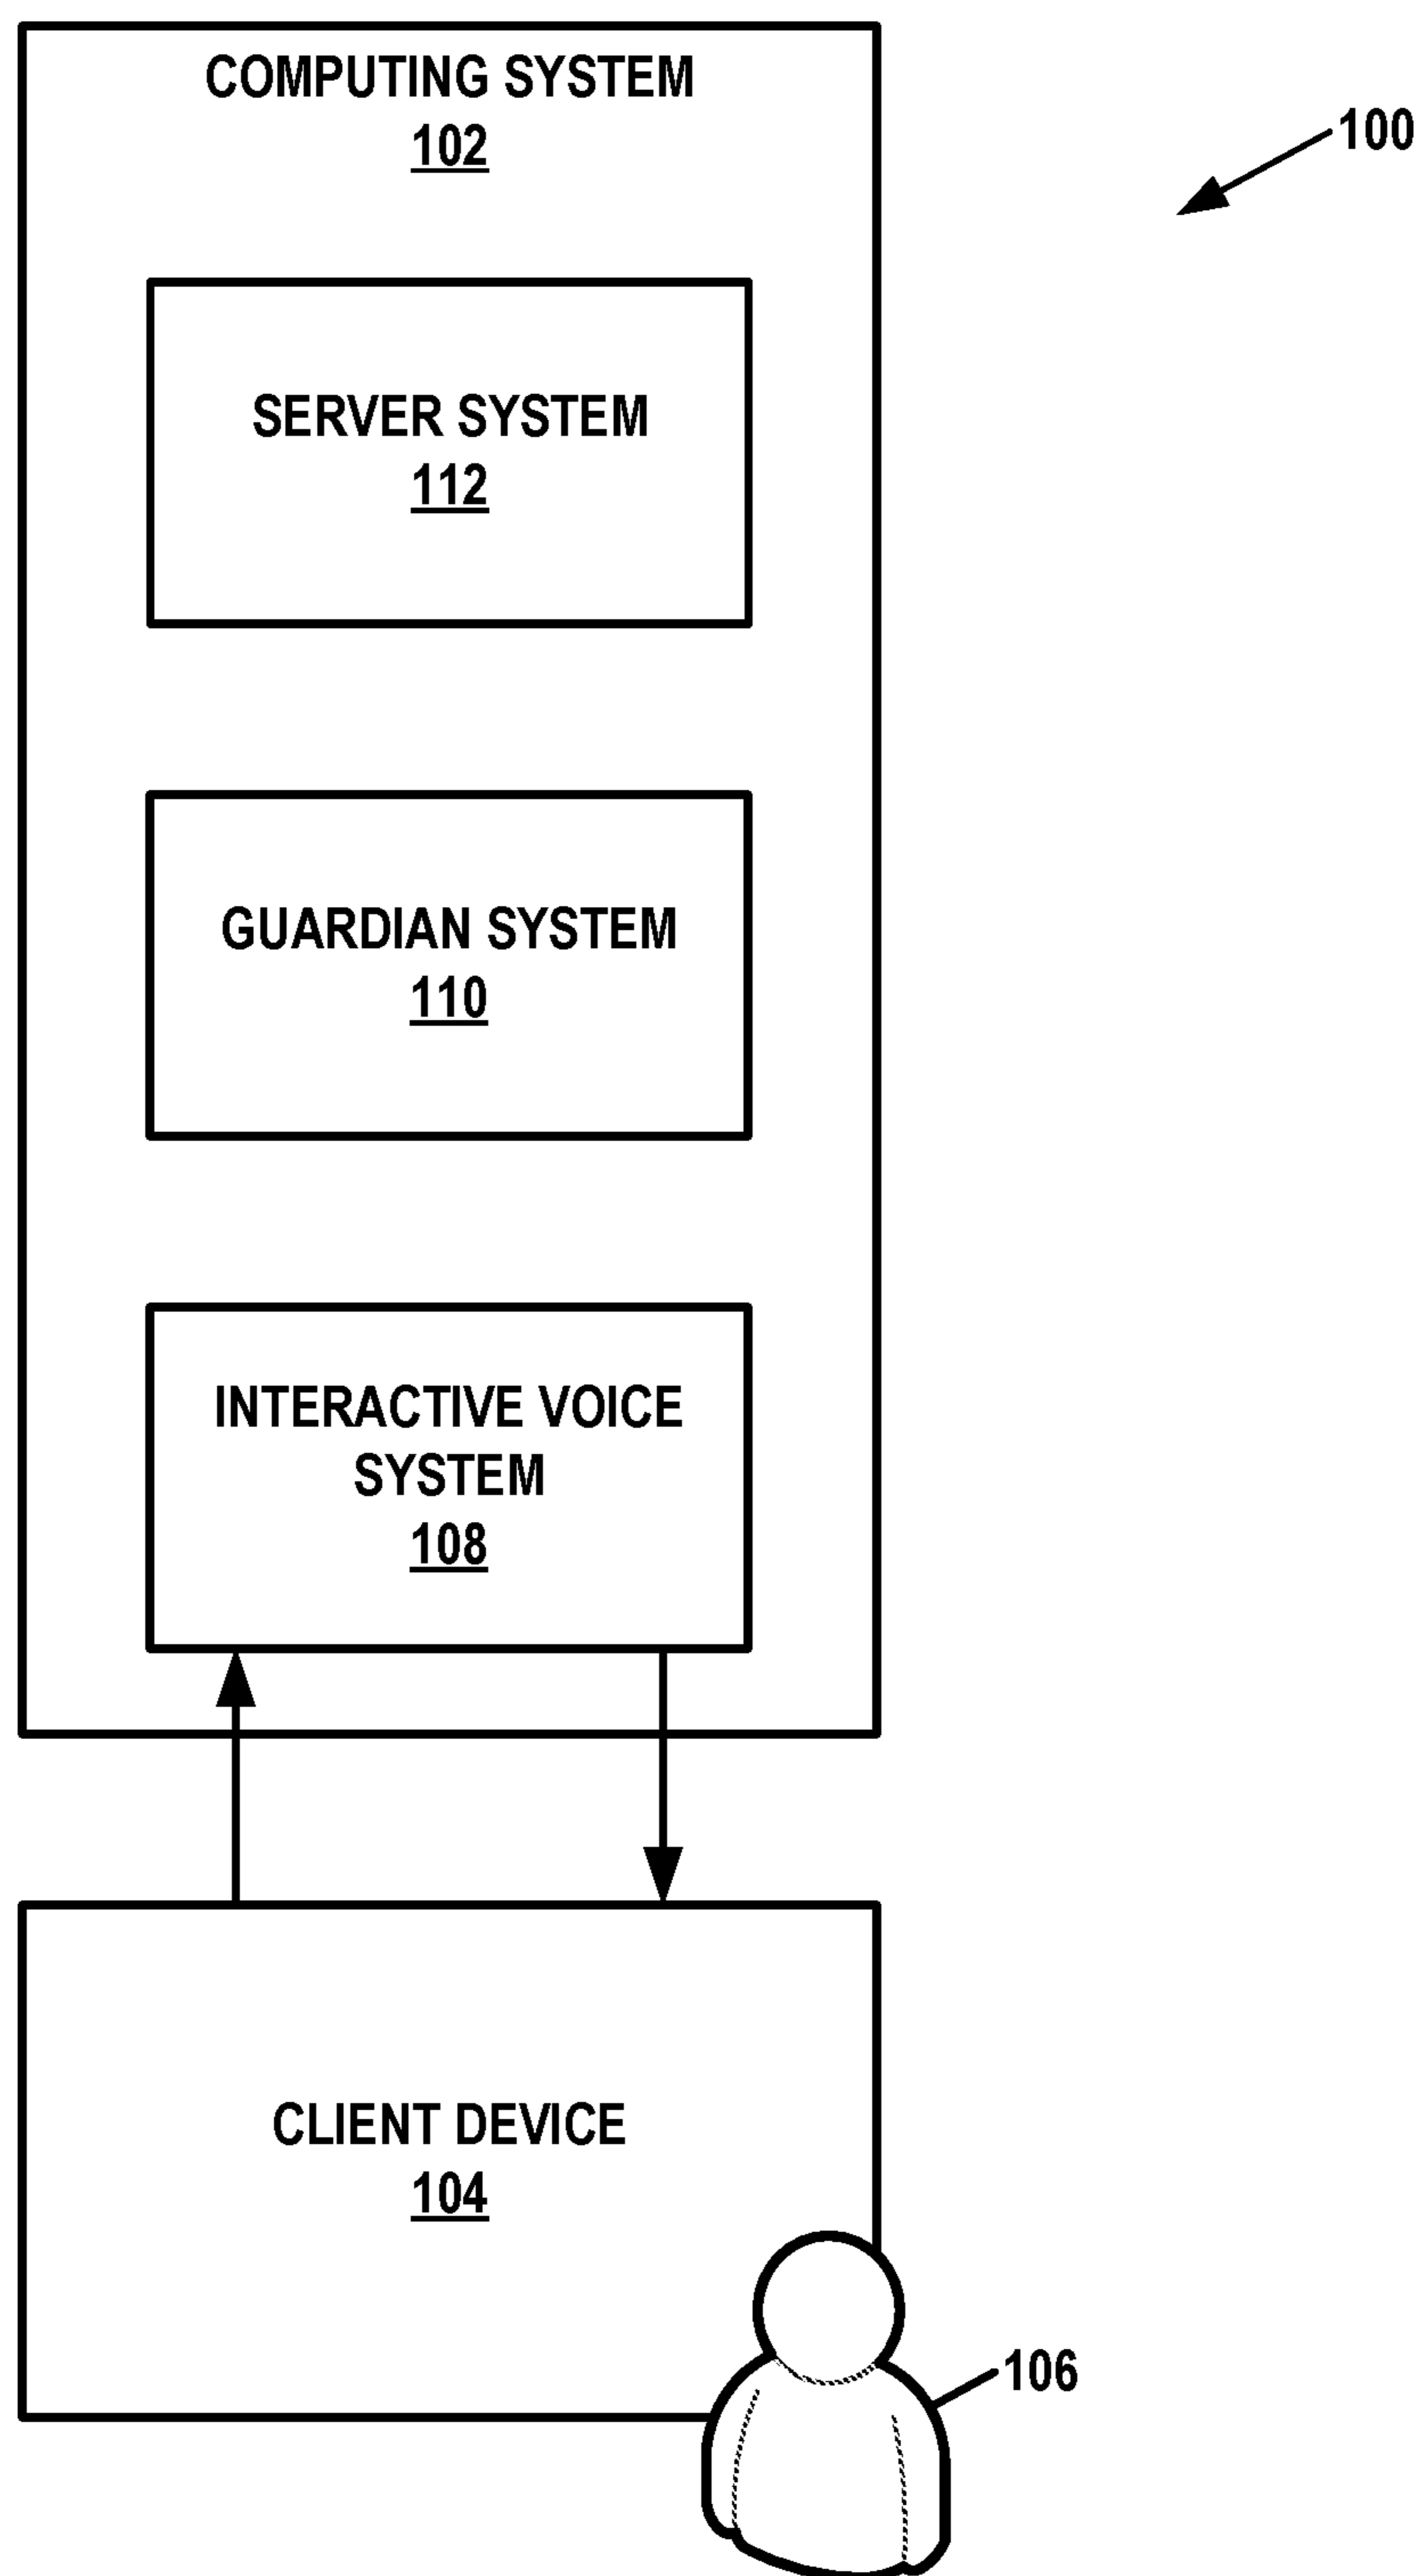 COMPUTING SYSTEM
102
100
SERVER SYSTEM
112
GUARDIAN SYSTEM
110
INTERACTIVE VOICE
SYSTEM
108
CLIENT DEVICE
104
106